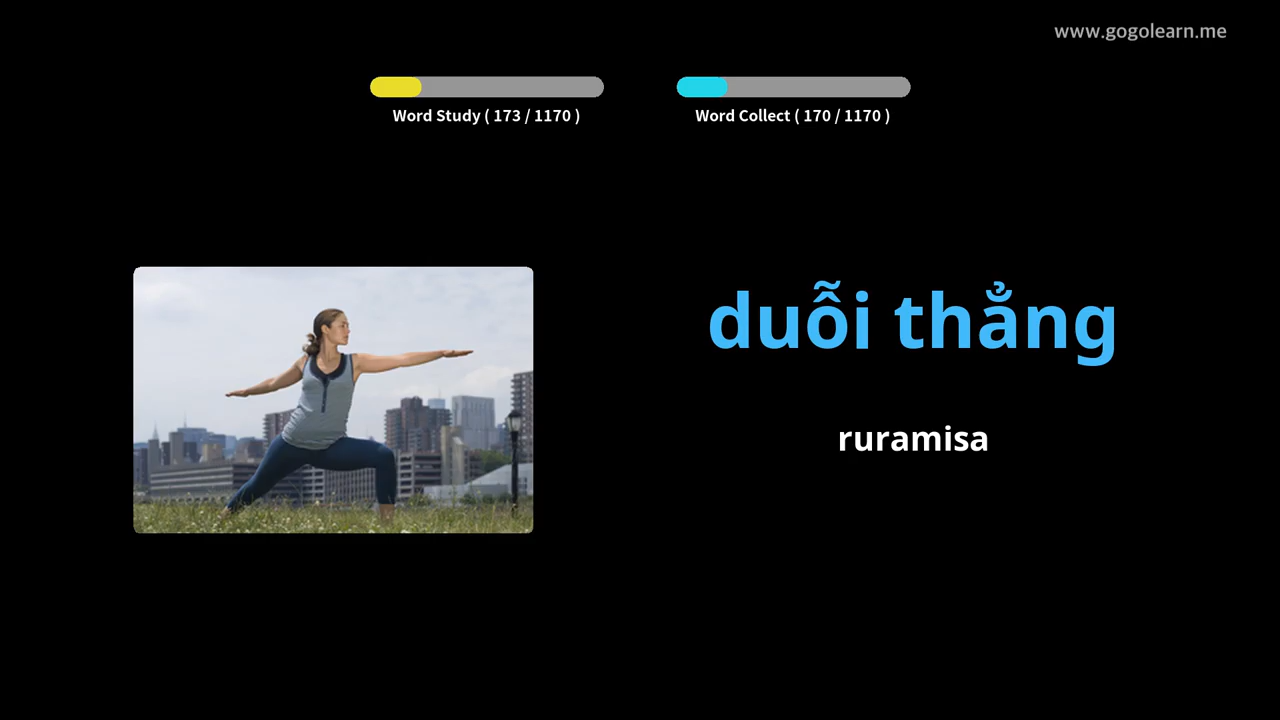 www.gogolearn.me
Word Study ( 173 / 1170 )
Word Collect ( 170 / 1170 )
duỗi thẳng
ruramisa